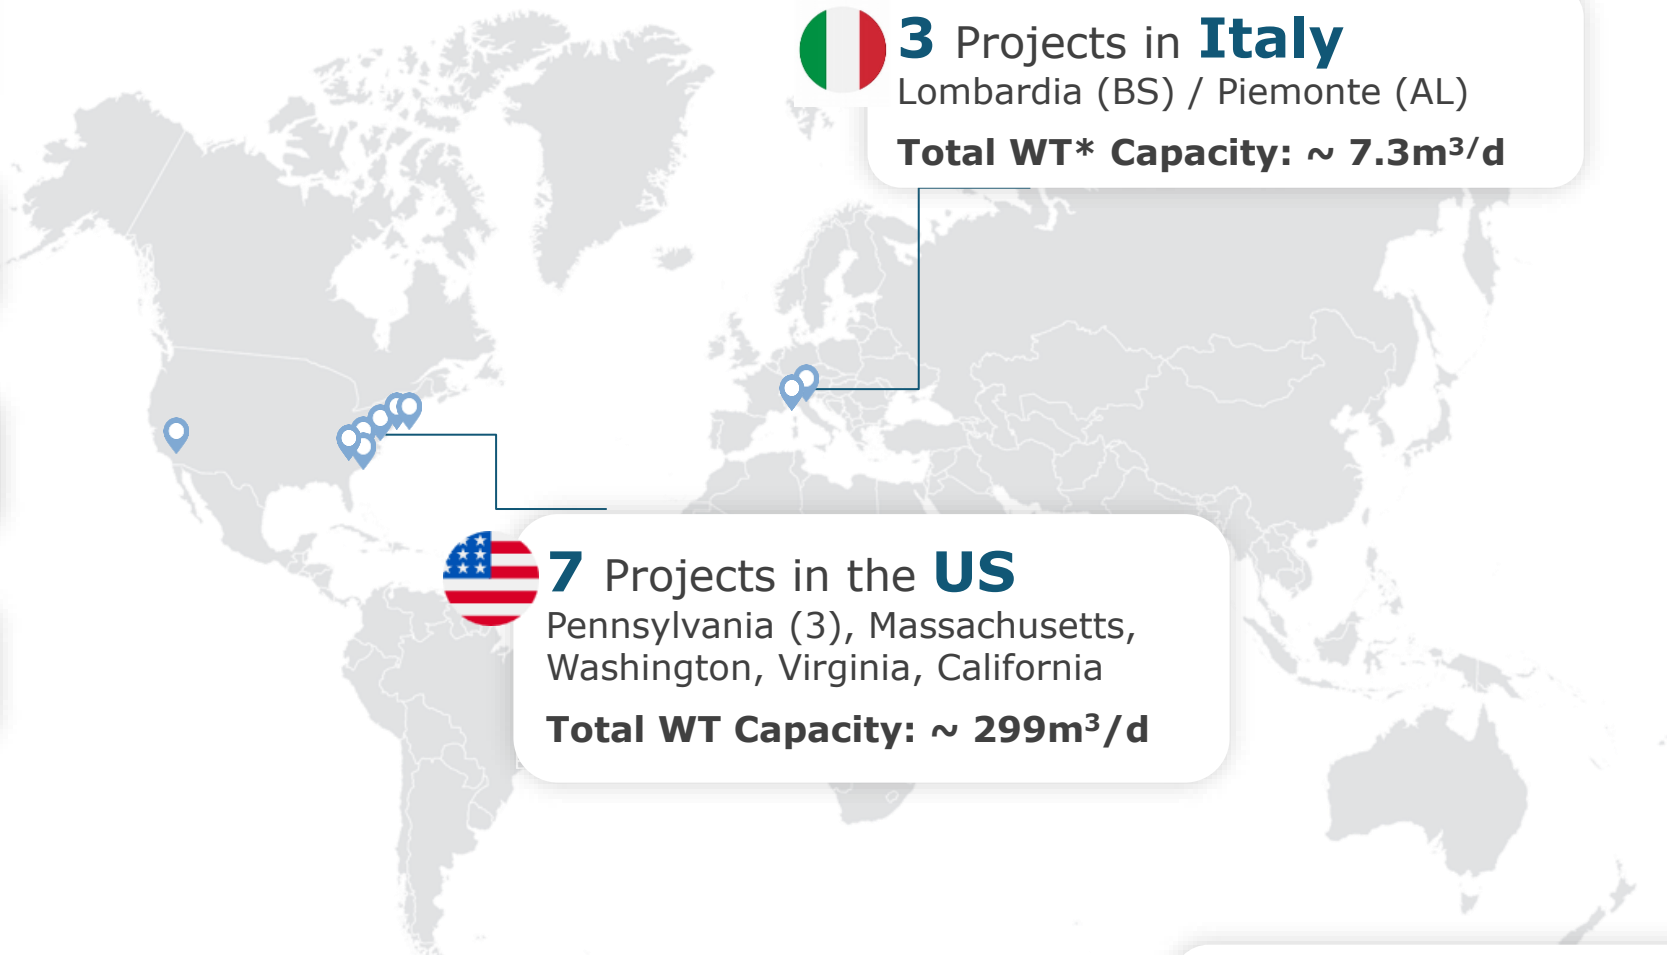 3 Projects in Italy
Lombardia (BS) / Piemonte (AL)
Total WT* Capacity: ~ 7.3m³/d
7 Projects in the US
Pennsylvania (3), Massachusetts,
Washington, Virginia, California
Total WT Capacity: ~ 299m³/d